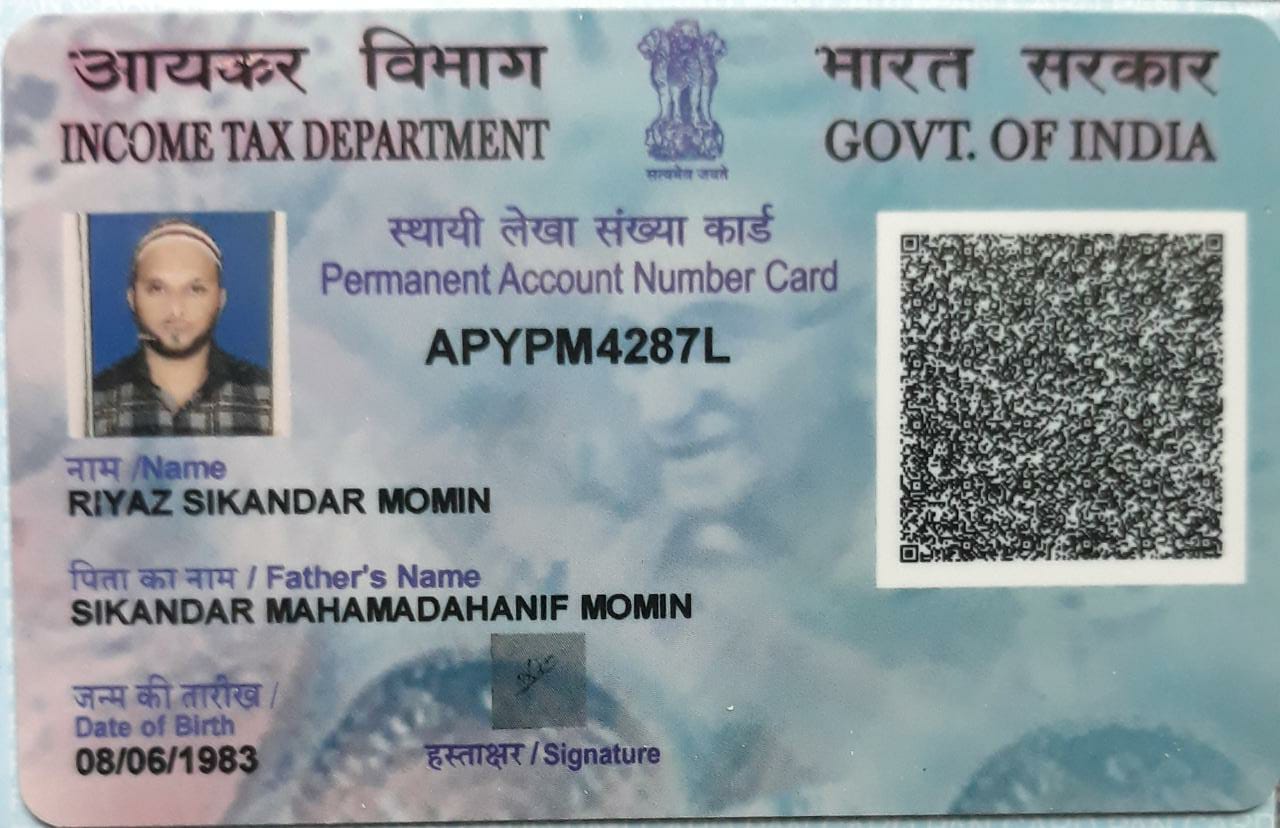 आयकर विभाग
INCOME TAX DEPARTMENT
सत्यमेव जयते
भारत सरकार
GOVT. OF INDIA
स्थायी लेखा संख्या कार्ड
Permanent Account Number Card
APYPM4287L
नाम /Name
RIYAZ SIKANDAR MOMIN
पिता का नाम / Father's Name
SIKANDAR MAHAMADAHANIF MOMIN
जन्म की तारीख /
Date of Birth
08/06/1983
हस्ताक्षर / Signature